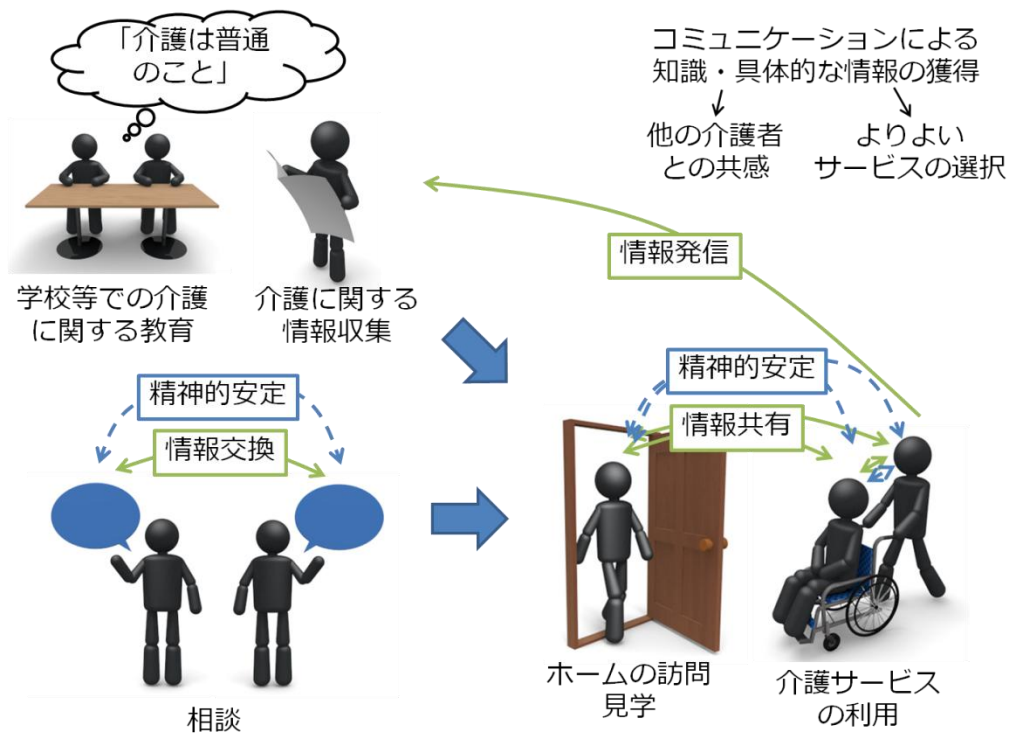 「介護は普通
のこと」
コミュニケーションによる
知識・具体的な情報の獲得
他の介護者
との共感
よりよい
サービスの選択
情報発信
学校等での介護
に関する教育
介護に関する
情報収集
精神的安定
情報交換
精神的安定
情報共有
相談
ホームの訪問
見学
介護サービス
の利用